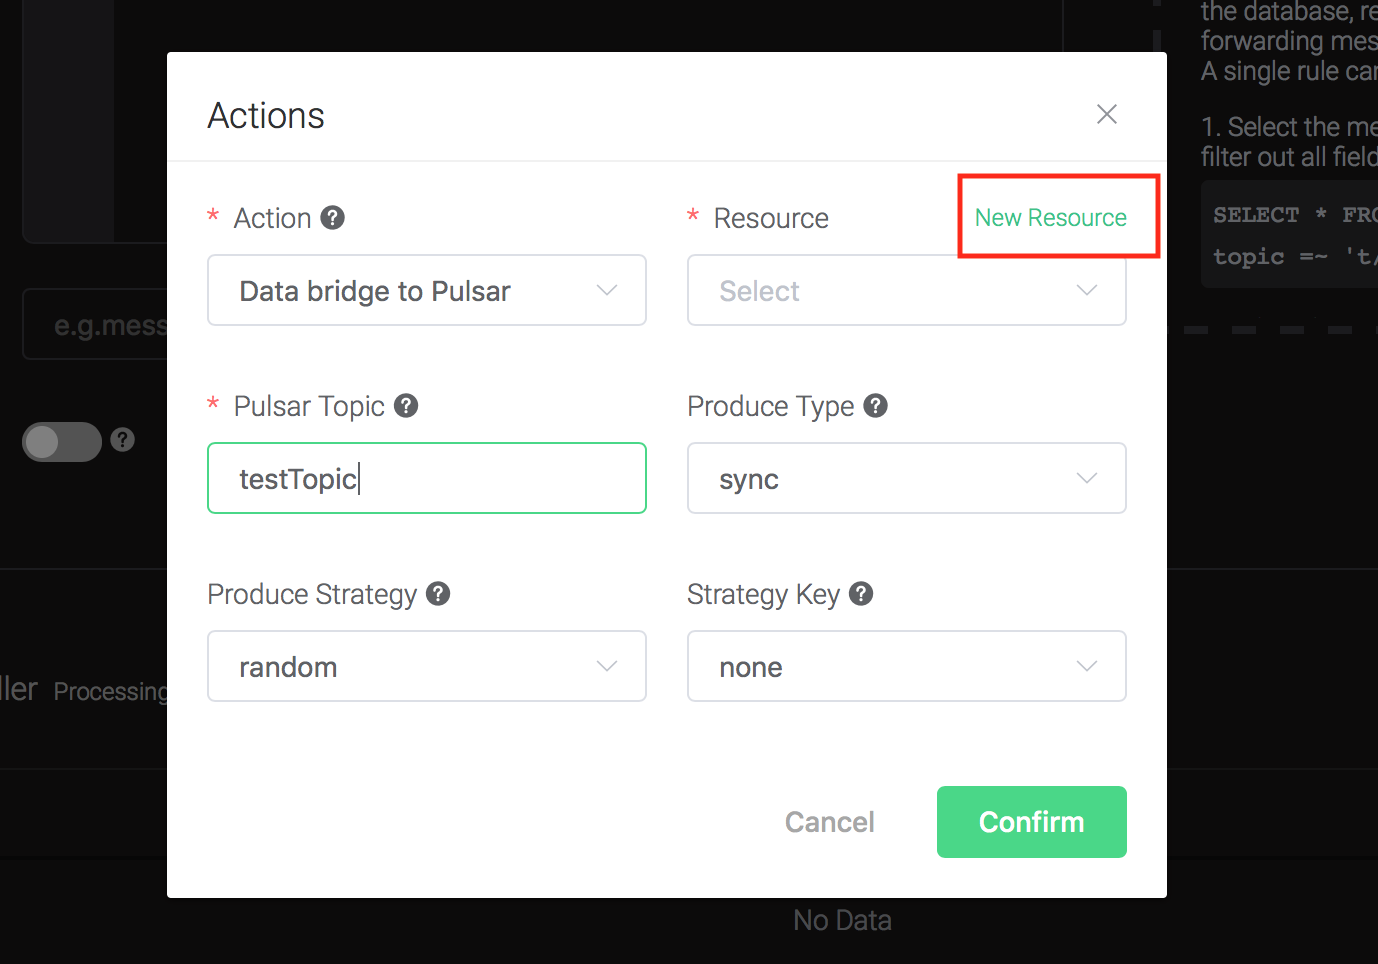 the database, re
forwarding mes
A single rule can
1. Select the me
filter out all field
SELECT * FRO
topic =~ 't/
Actions
* Action ?
* Resource
New Resource
Data bridge to Pulsar
Select
e.g.mess
* Pulsar Topic ?
Produce Type ?
testTopic
sync
?
Produce Strategy ?
Strategy Key ?
random
none
ller Processing
Cancel
Confirm
No Data